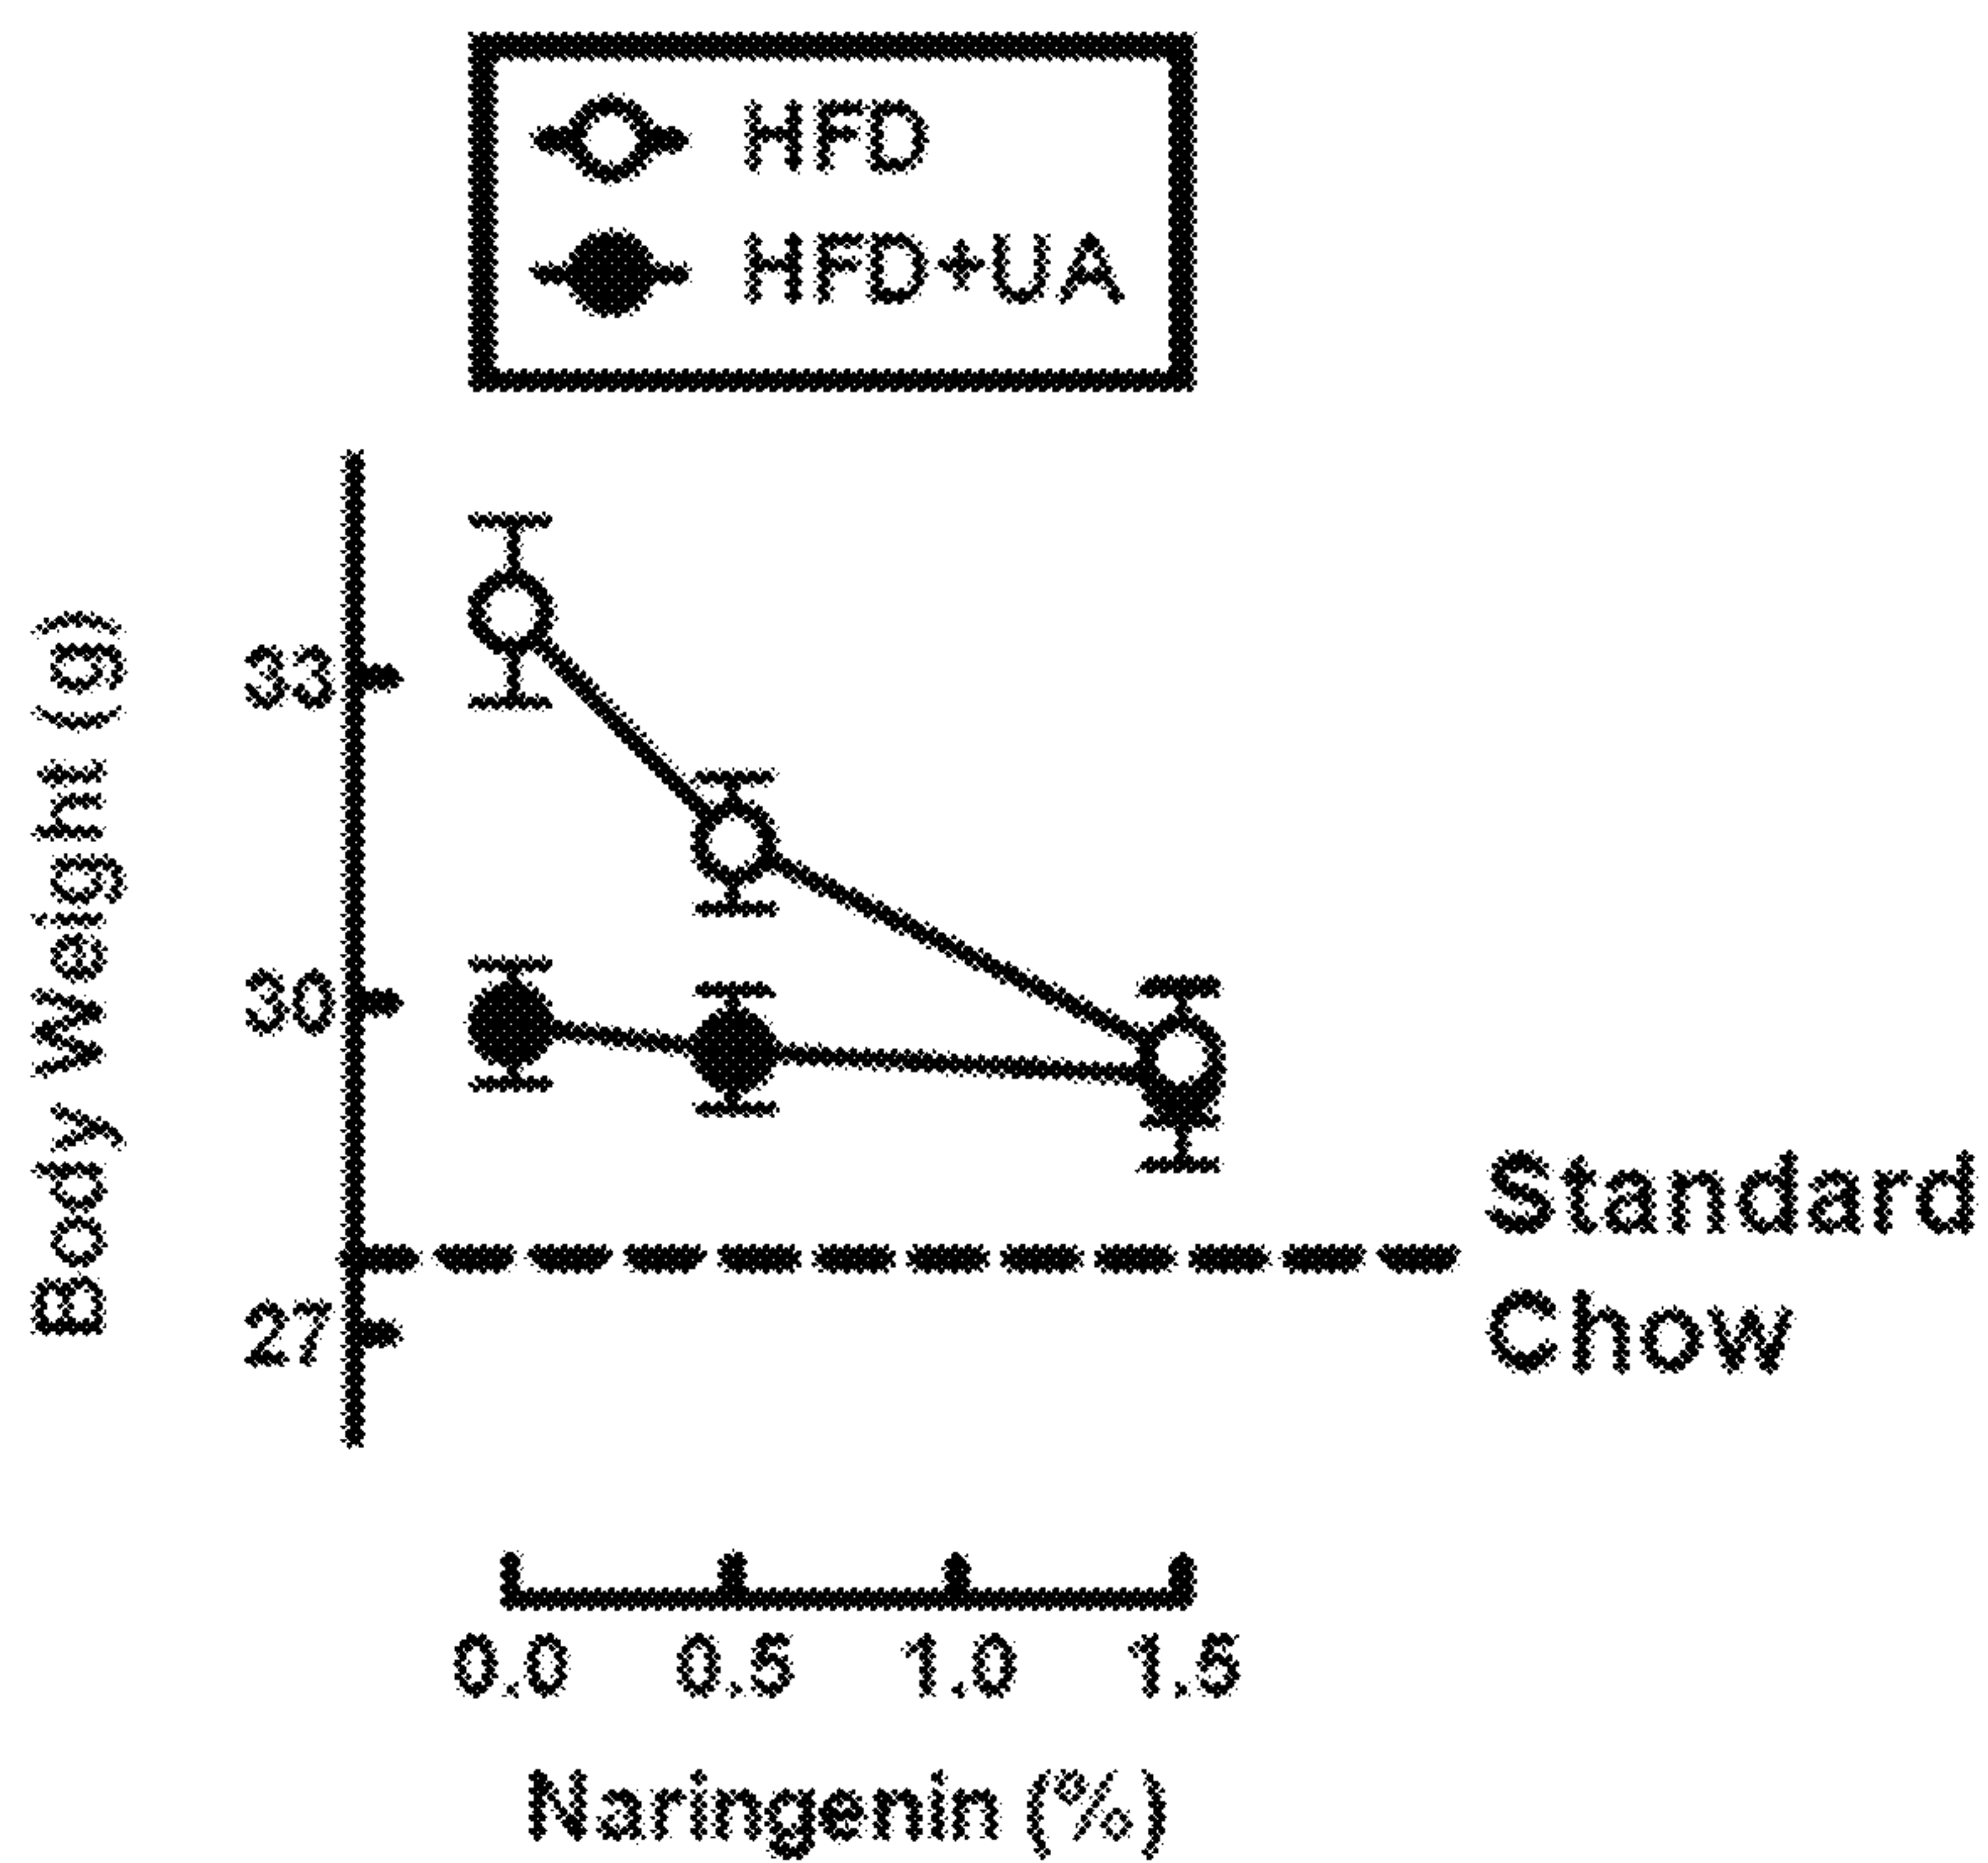 HFD
HFD+UA
Body Weight (g)
33
30
27
Standard
Chow
0.0 0.5 1.0 1.5
Naringenin (%)